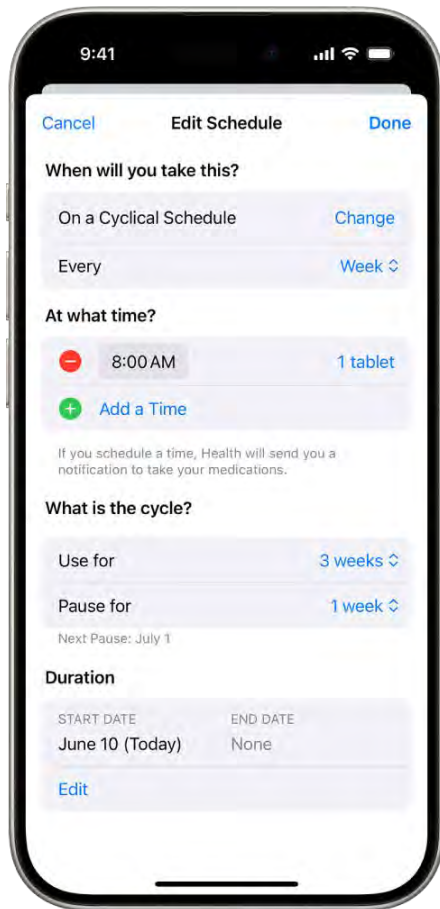 9:41
Cancel Edit Schedule Done
When will you take this?
On a Cyclical Schedule Change
Every Week
At what time?
8:00 AM 1 tablet
Add a Time
If you schedule a time, Health will send you a
notification to take your medications.
What is the cycle?
Use for 3 weeks
Pause for 1 week
Next Pause: July 1
Duration
START DATE END DATE
June 10 (Today) None
Edit